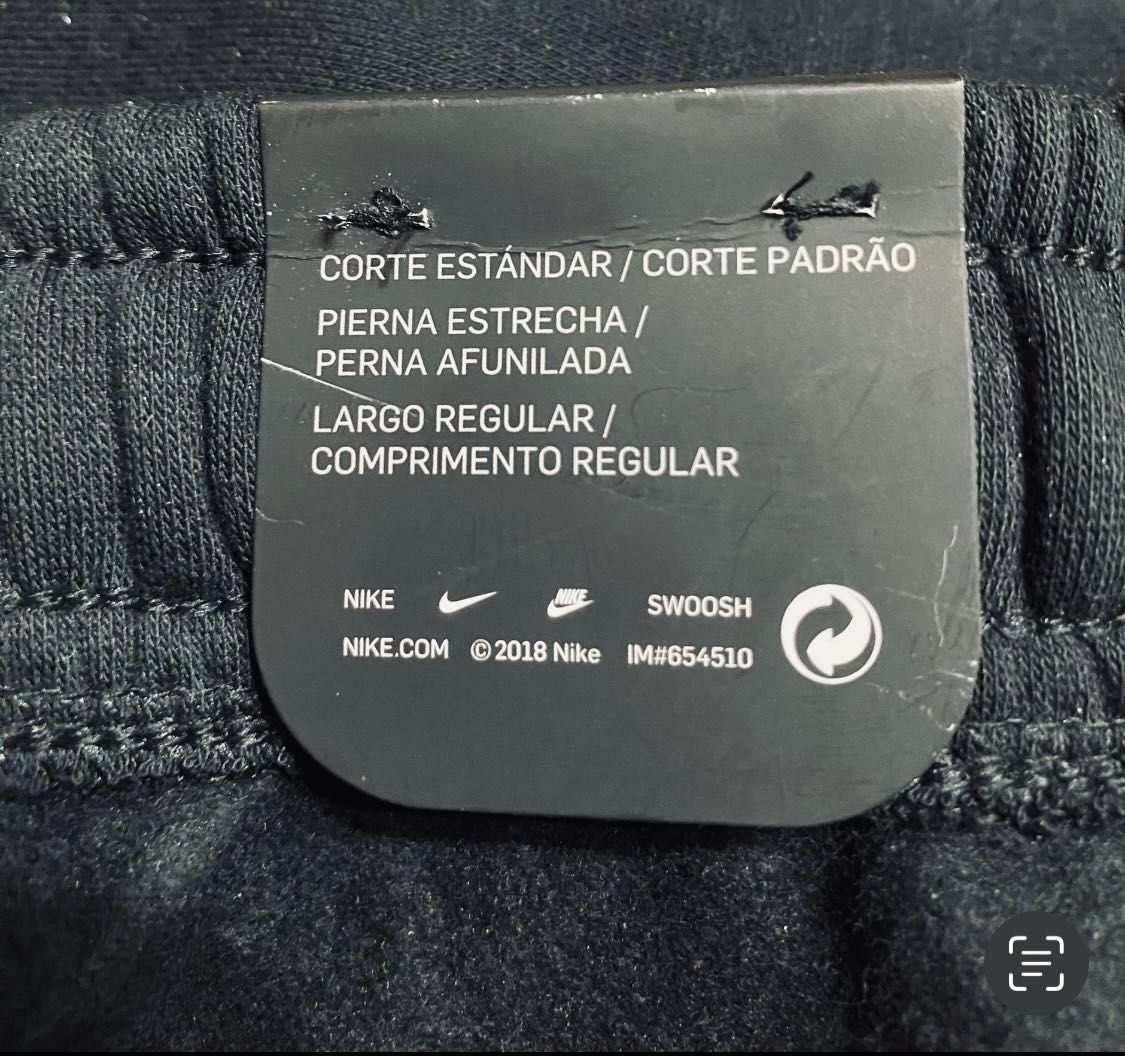 CORTE ESTÁNDAR / CORTE PADRÃO
PIERNA ESTRECHA /
PERNA AFUNILADA
LARGO REGULAR /
COMPRIMENTO REGULAR
NIKE NIKE SWOOSH
NIKE.COM ©2018 Nike IM#654510